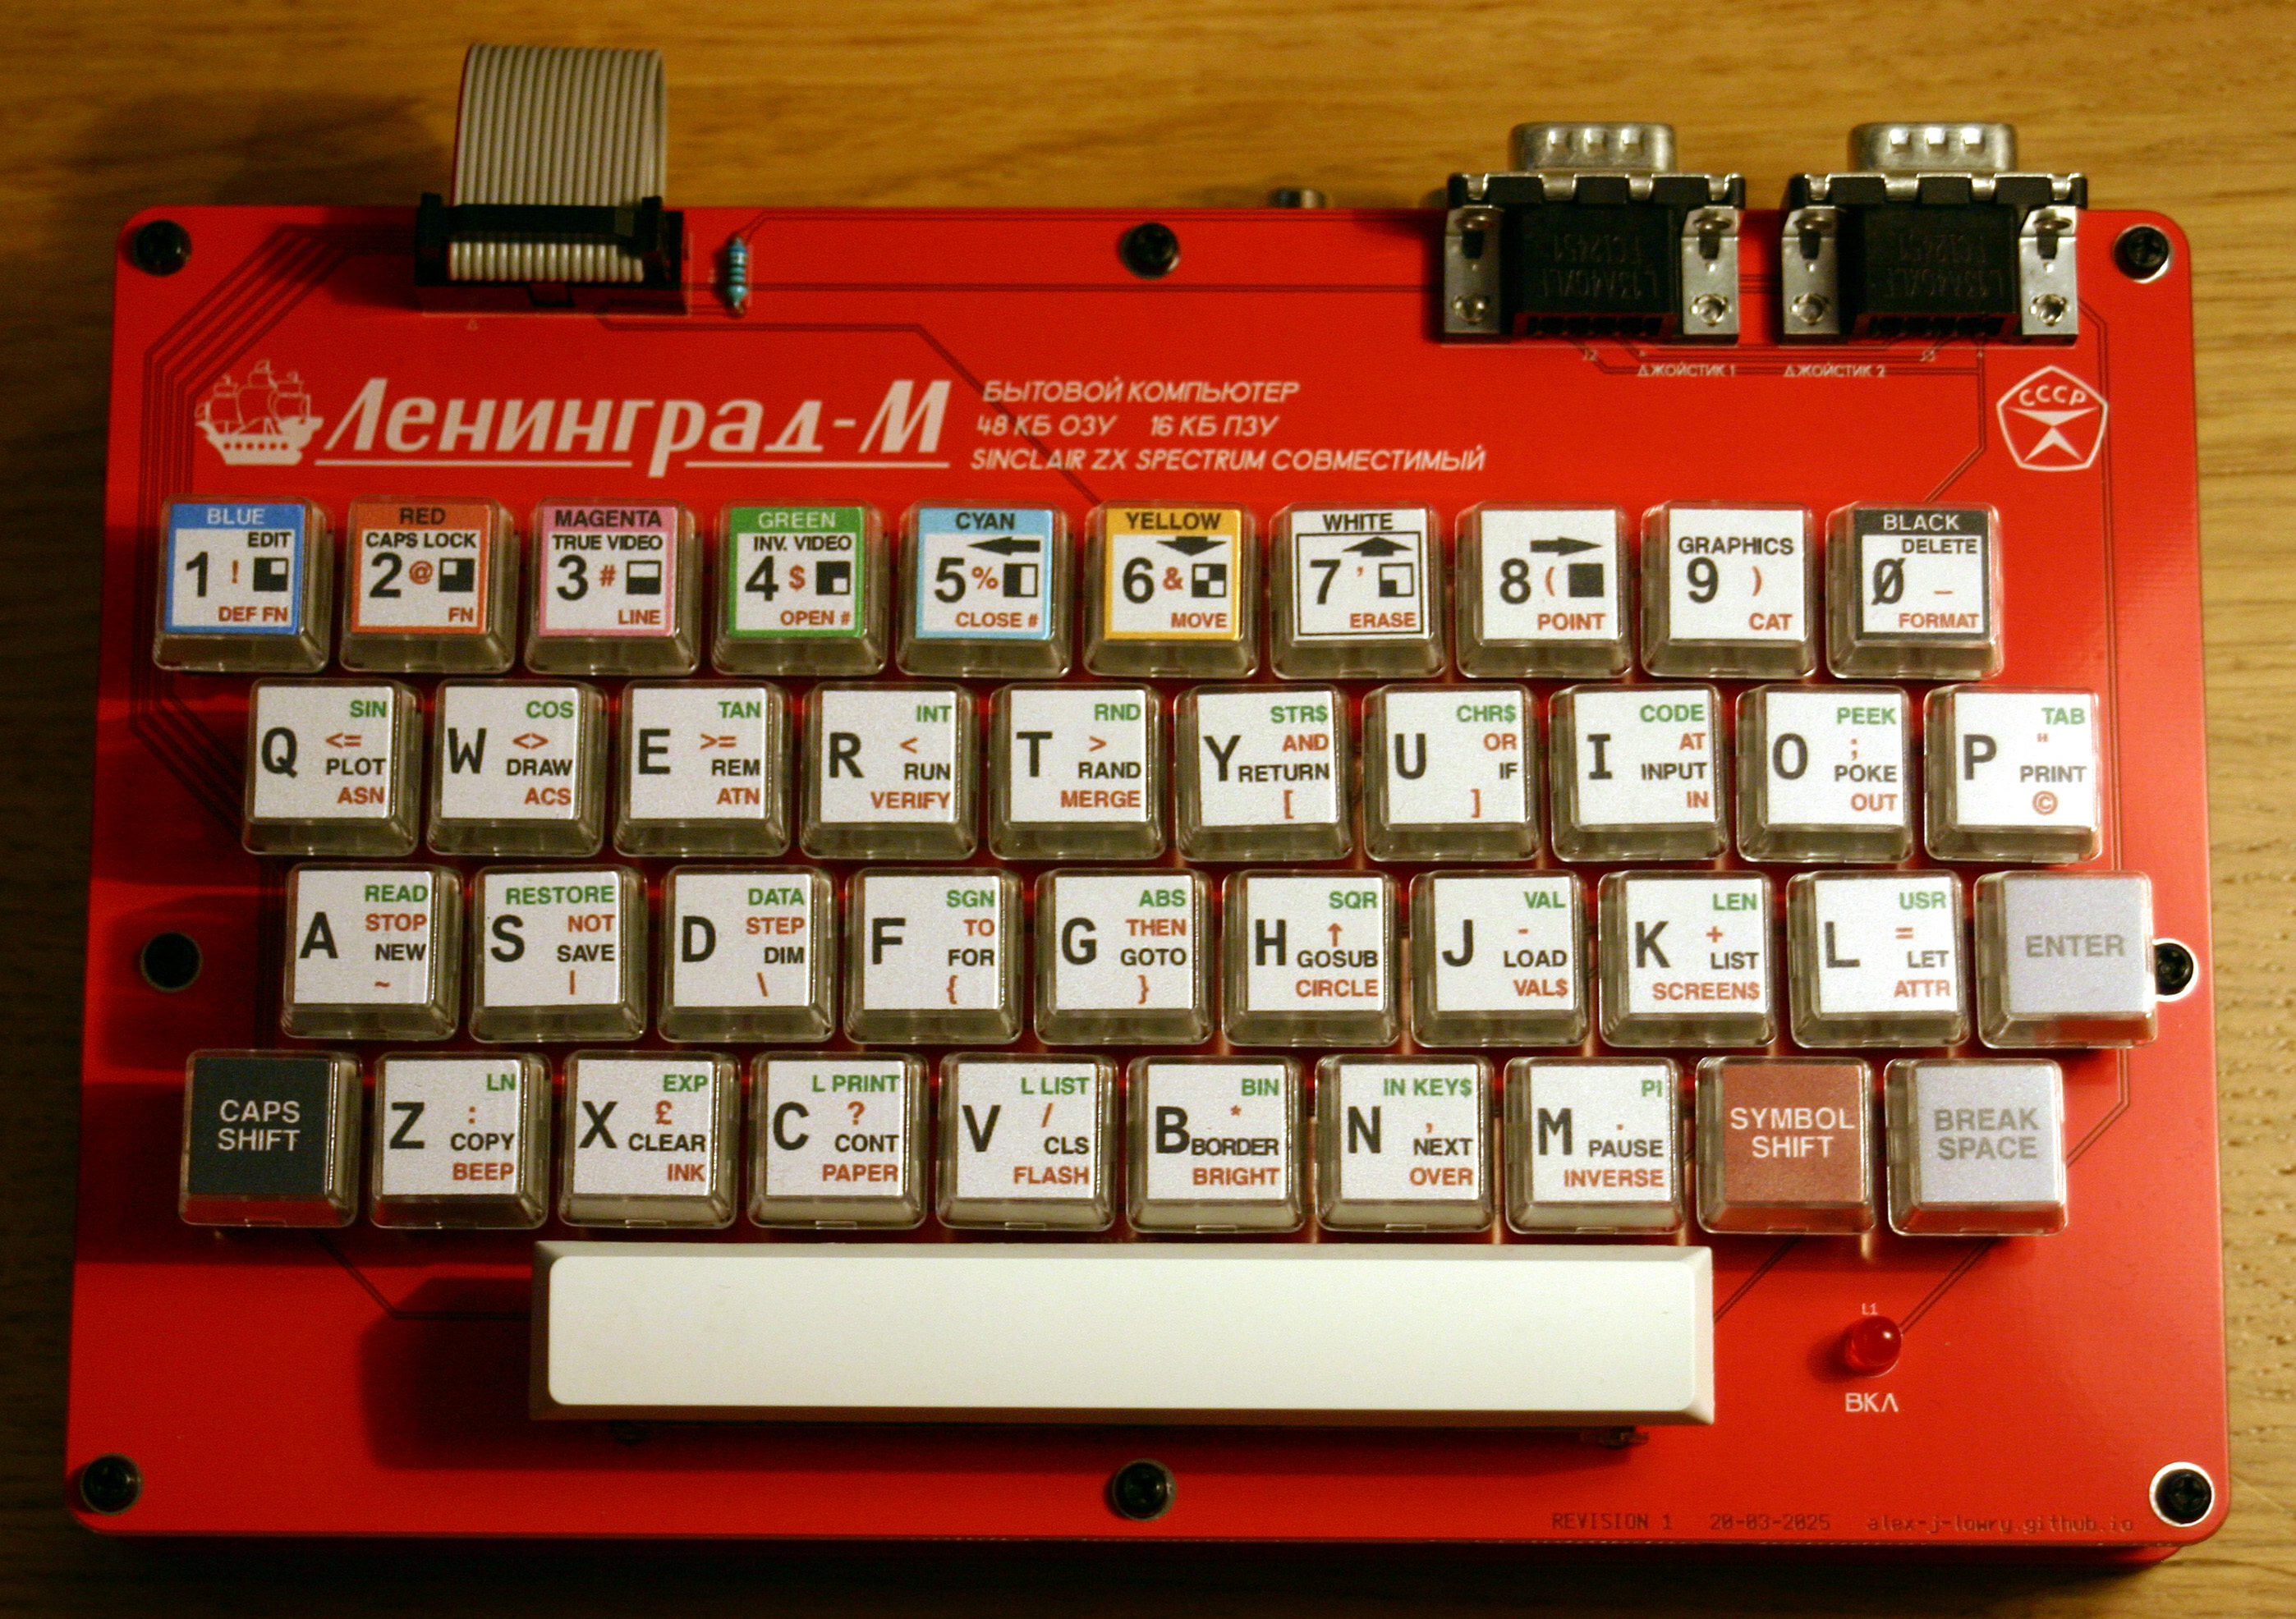 J2
J3
ДЖОЙСТИК 1
ДЖОЙСТИК 2
Ленинград-М
БЫТОВОЙ КОМПЬЮТЕР
48 КБ ОЗУ 16 КБ ПЗУ
SINCLAIR ZX SPECTRUM СОВМЕСТИМЫЙ
СССР
BLUE
EDIT
1 !
DEF FN
RED
CAPS LOCK
2 @
FN
MAGENTA
TRUE VIDEO
3 #
LINE
GREEN
INV. VIDEO
4 $
OPEN #
CYAN
5 %
CLOSE #
YELLOW
6 &
MOVE
WHITE
7 '
ERASE
8 (
POINT
GRAPHICS
9 )
CAT
BLACK
DELETE
0 _
FORMAT
SIN
Q <=
PLOT
ASN
COS
W <>
DRAW
ACS
TAN
E >=
REM
ATN
INT
R <
RUN
VERIFY
RND
T >
RAND
MERGE
STR$
AND
Y RETURN
[
CHR$
OR
U IF
]
CODE
AT
I INPUT
IN
PEEK
;
O POKE
OUT
TAB
"
P PRINT
©
READ
STOP
A NEW
~
RESTORE
NOT
S SAVE
|
DATA
STEP
D DIM
\
SGN
TO
F FOR
{
ABS
THEN
G GOTO
}
SQR
↑
H GOSUB
CIRCLE
VAL
-
J LOAD
VAL$
LEN
+
K LIST
SCREEN$
USR
=
L LET
ATTR
ENTER
CAPS
SHIFT
LN
:
Z COPY
BEEP
EXP
£
X CLEAR
INK
L PRINT
?
C CONT
PAPER
L LIST
/
V CLS
FLASH
BIN
*
B BORDER
BRIGHT
IN KEY$
,
N NEXT
OVER
PI
.
M PAUSE
INVERSE
SYMBOL
SHIFT
BREAK
SPACE
L1
ВКЛ
REVISION 1 20-03-2025 alex-j-lowry.github.io